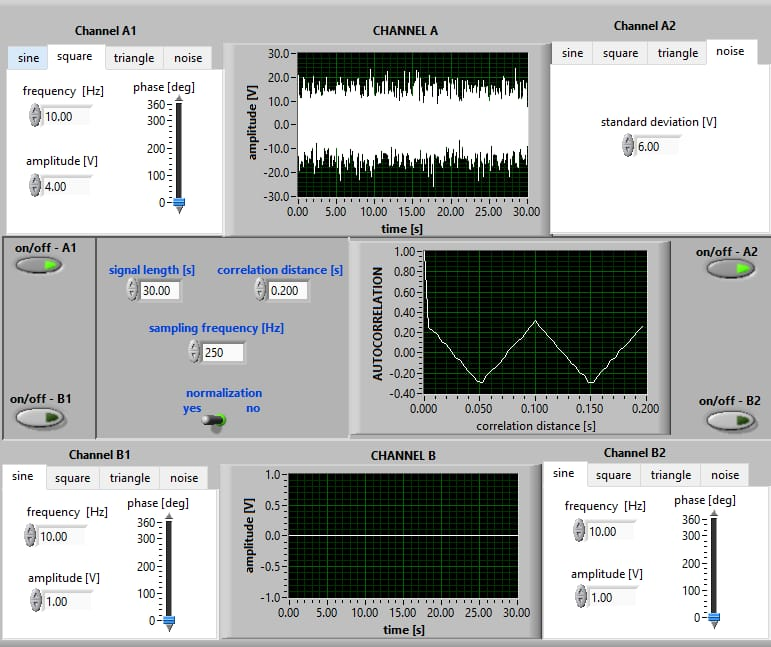 Channel A1
sine square triangle noise
frequency [Hz]
10.00
amplitude [V]
4.00
phase [deg]
360
300
200
100
0
CHANNEL A
amplitude [V]
30.0
20.0
10.0
0.0
-10.0
-20.0
-30.0
0.00 5.00 10.00 15.00 20.00 25.00 30.00
time [s]
Channel A2
sine square triangle noise
standard deviation [V]
6.00
on/off - A1
on/off - B1
signal length [s]
30.00
correlation distance [s]
0.200
sampling frequency [Hz]
250
normalization
yes no
AUTOCORRELATION
1.00
0.80
0.60
0.40
0.20
0.00
-0.20
-0.40
0.000 0.050 0.100 0.150 0.200
correlation distance [s]
on/off - A2
on/off - B2
Channel B1
sine square triangle noise
frequency [Hz]
10.00
amplitude [V]
1.00
phase [deg]
360
300
200
100
0
CHANNEL B
amplitude [V]
1.0
0.5
0.0
-0.5
-1.0
0.00 5.00 10.00 15.00 20.00 25.00 30.00
time [s]
Channel B2
sine square triangle noise
frequency [Hz]
10.00
amplitude [V]
1.00
phase [deg]
360
300
200
100
0